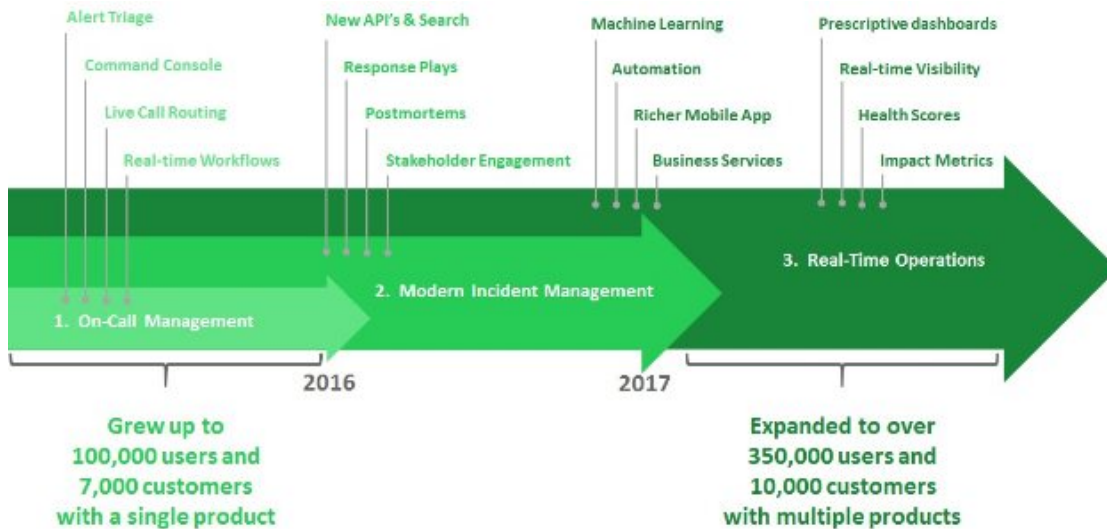 Alert Triage
Command Console
Live Call Routing
Real-time Workflows
New API's & Search
Response Plays
Postmortems
Stakeholder Engagement
Machine Learning
Automation
Richer Mobile App
Business Services
Prescriptive dashboards
Real-time Visibility
Health Scores
Impact Metrics
1. On-Call Management
2. Modern Incident Management
3. Real-Time Operations
2016
2017
Grew up to
100,000 users and
7,000 customers
with a single product
Expanded to over
350,000 users and
10,000 customers
with multiple products